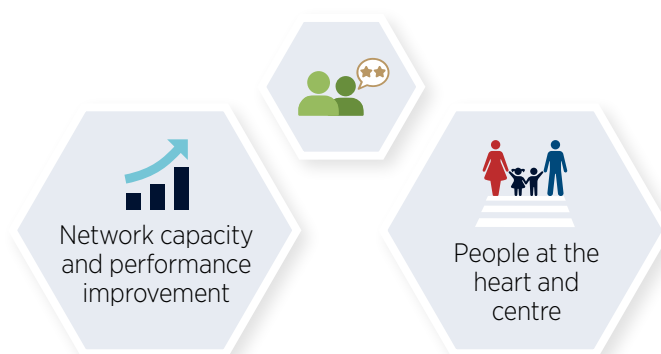 Network capacity
and performance
improvement
People at the
heart and
centre